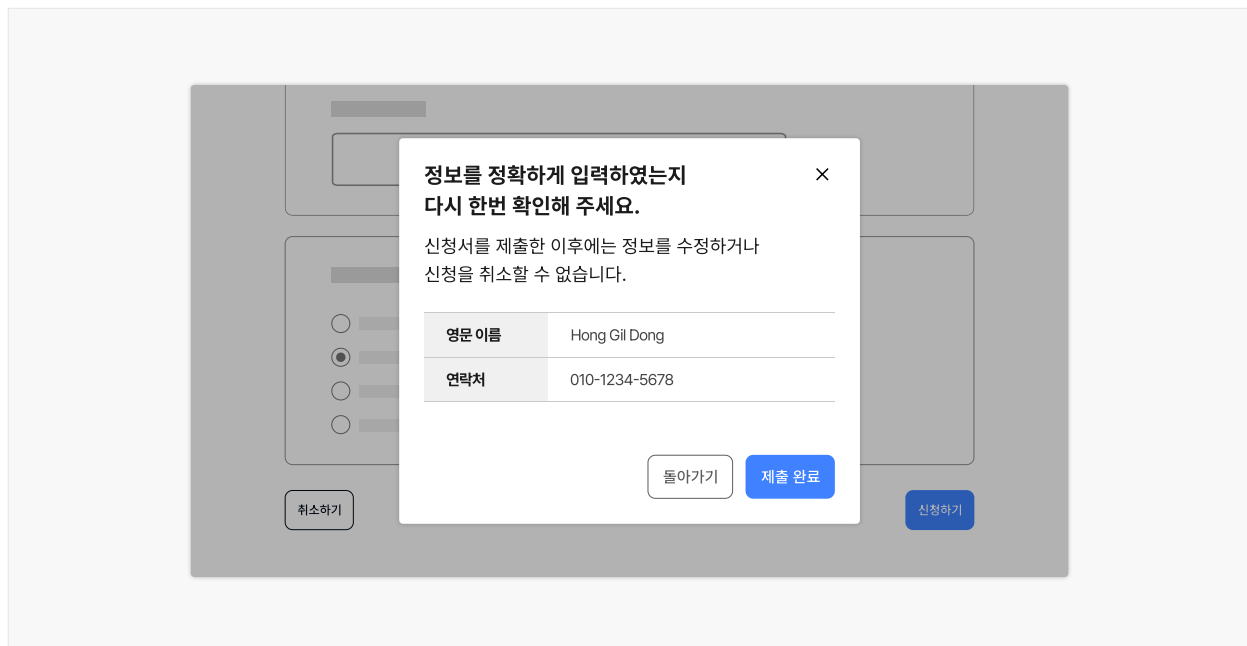 정보를 정확하게 입력하였는지
다시 한번 확인해 주세요.
신청서를 제출한 이후에는 정보를 수정하거나
신청을 취소할 수 없습니다.
영문 이름 Hong Gil Dong
연락처 010-1234-5678
돌아가기 제출 완료
취소하기 신청하기